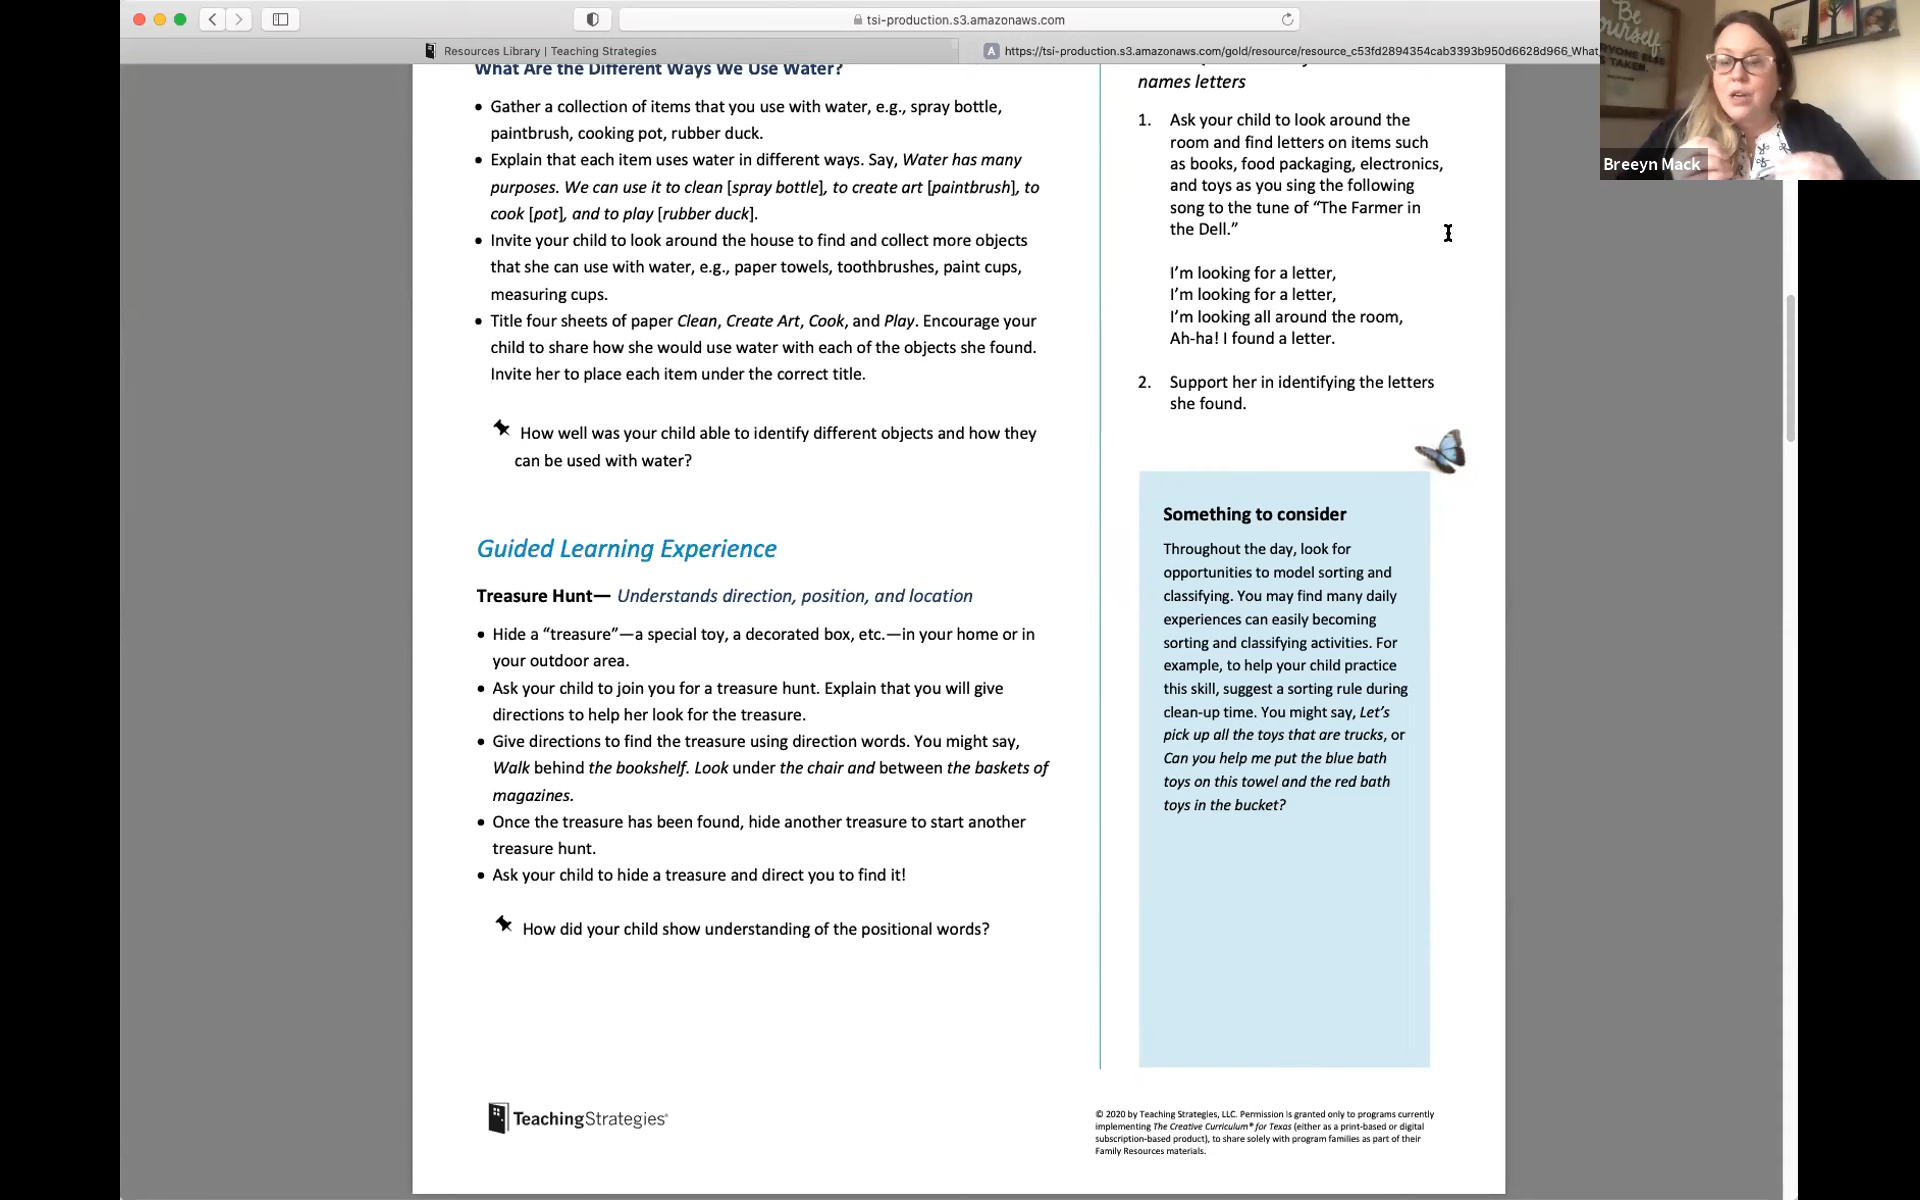 tsi-production.s3.amazonaws.com
Resources Library | Teaching Strategies
A https://tsi-production.s3.amazonaws.com/gold/resource/resource_c53fd2894354cab3393b950d6628d966_What
What Are the Different Ways We Use Water?
• Gather a collection of items that you use with water, e.g., spray bottle,
paintbrush, cooking pot, rubber duck.
• Explain that each item uses water in different ways. Say, Water has many
purposes. We can use it to clean [spray bottle], to create art [paintbrush], to
cook [pot], and to play [rubber duck].
• Invite your child to look around the house to find and collect more objects
that she can use with water, e.g., paper towels, toothbrushes, paint cups,
measuring cups.
• Title four sheets of paper Clean, Create Art, Cook, and Play. Encourage your
child to share how she would use water with each of the objects she found.
Invite her to place each item under the correct title.
How well was your child able to identify different objects and how they
can be used with water?
Guided Learning Experience
Treasure Hunt— Understands direction, position, and location
• Hide a “treasure”—a special toy, a decorated box, etc.—in your home or in
your outdoor area.
• Ask your child to join you for a treasure hunt. Explain that you will give
directions to help her look for the treasure.
• Give directions to find the treasure using direction words. You might say,
Walk behind the bookshelf. Look under the chair and between the baskets of
magazines.
• Once the treasure has been found, hide another treasure to start another
treasure hunt.
• Ask your child to hide a treasure and direct you to find it!
How did your child show understanding of the positional words?
TeachingStrategies®
names letters
1. Ask your child to look around the
room and find letters on items such
as books, food packaging, electronics,
and toys as you sing the following
song to the tune of “The Farmer in
the Dell.”
I’m looking for a letter,
I’m looking for a letter,
I’m looking all around the room,
Ah-ha! I found a letter.
2. Support her in identifying the letters
she found.
Something to consider
Throughout the day, look for
opportunities to model sorting and
classifying. You may find many daily
experiences can easily becoming
sorting and classifying activities. For
example, to help your child practice
this skill, suggest a sorting rule during
clean-up time. You might say, Let’s
pick up all the toys that are trucks, or
Can you help me put the blue bath
toys on this towel and the red bath
toys in the bucket?
© 2020 by Teaching Strategies, LLC. Permission is granted only to programs currently
implementing The Creative Curriculum® for Texas (either as a print-based or digital
subscription-based product), to share solely with program families as part of their
Family Resources materials.
Be
Yourself
EVERYONE ELSE
IS TAKEN.
Breeyn Mack